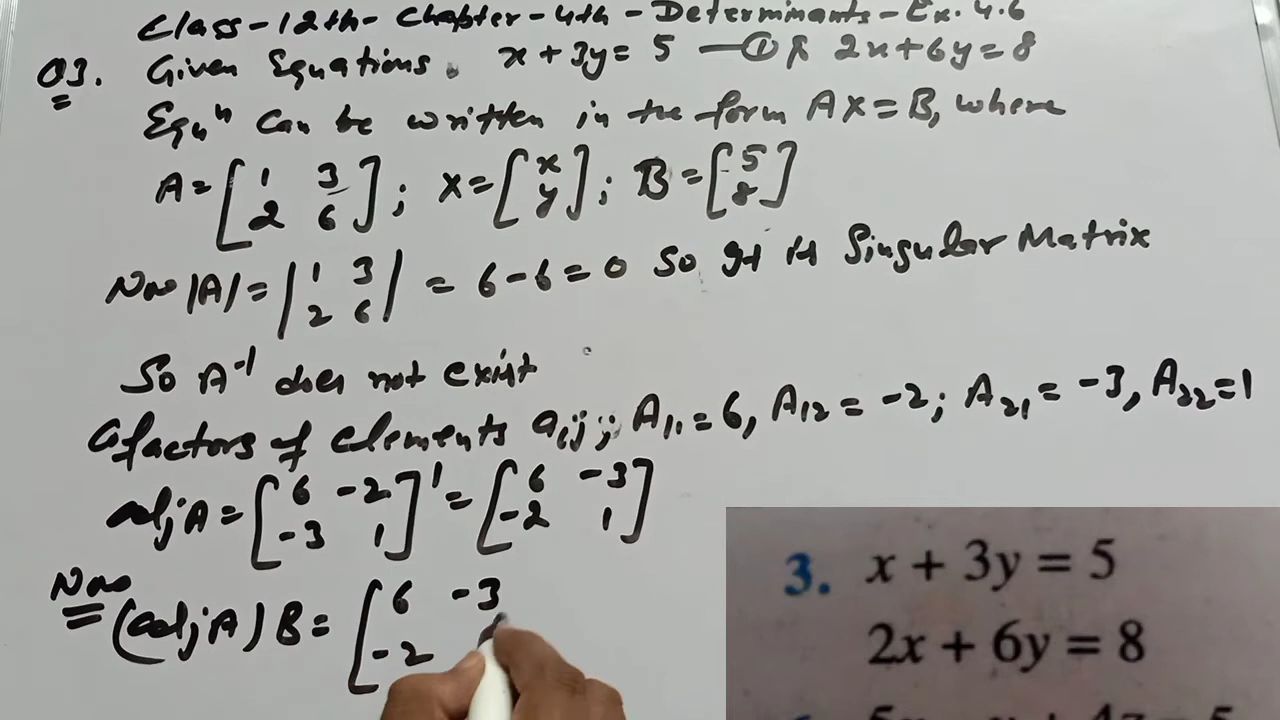 Class-12th-Chapter-4th-Determinants-Ex.4.6
Q3. Given Equations. x+3y=5 —① & 2x+6y=8
Eqnⁿ can be written in the form AX=B, where
A=[1 3 2 6]; X=[x y]; B=[5 8]
Now |A|=|1 3 2 6| = 6-6=0 So It is Singular Matrix
So A⁻¹ does not exist
Cofactors of elements aij; A11=6, A12=-2; A21=-3, A22=1
adjA=[6 -2 -3 1]'=[6 -3 -2 1]
Now
(adjA)B=[6 -3 -2
3. x + 3y = 5
2x + 6y = 8